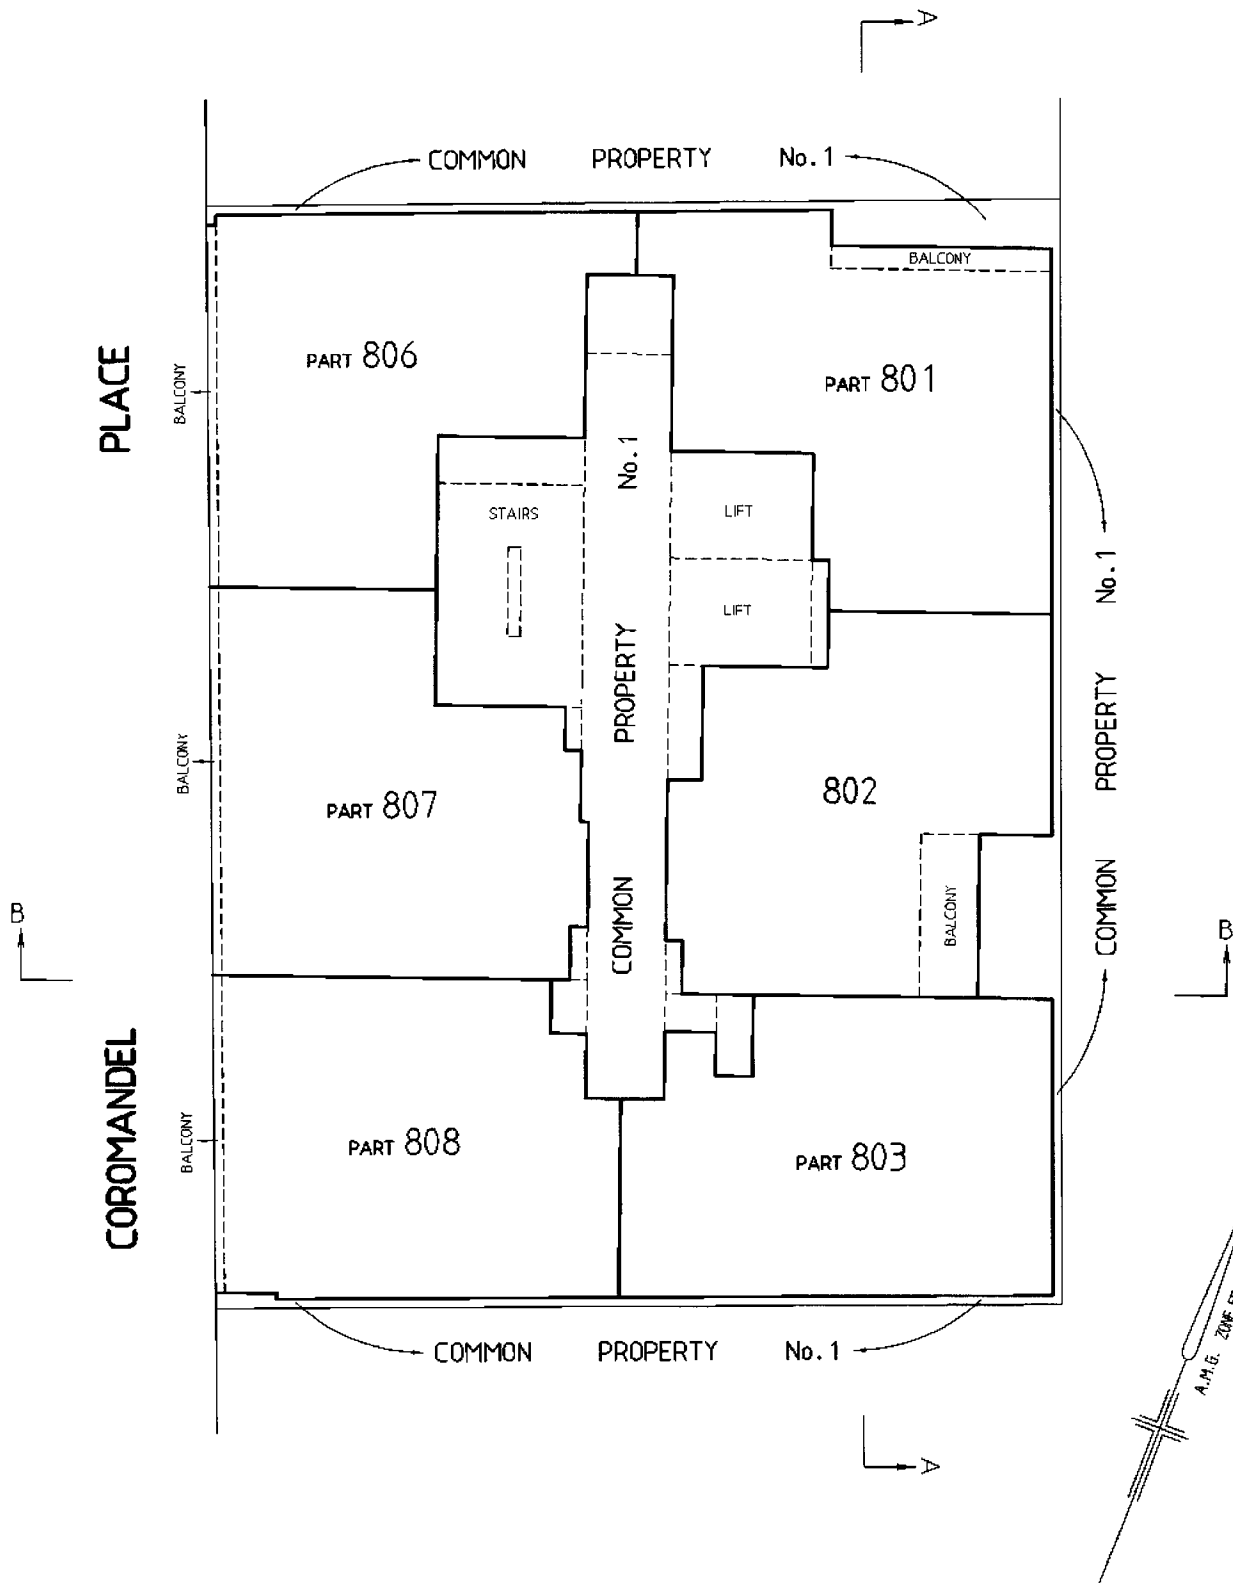 A
COMMON PROPERTY No. 1
BALCONY
PLACE
BALCONY
PART 806
PART 801
No. 1
STAIRS
LIFT
LIFT
COMMON PROPERTY No. 1
COMMON PROPERTY
BALCONY
PART 807
802
BALCONY
B
B
COROMANDEL
BALCONY
PART 808
PART 803
COMMON PROPERTY No. 1
A.M.G. ZONE
A